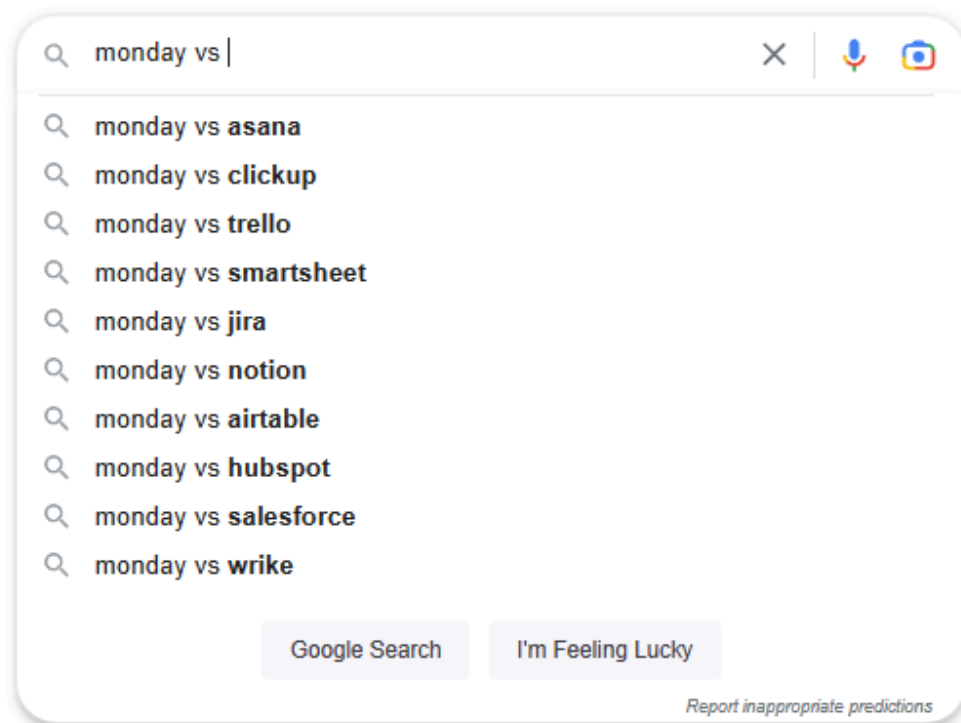 monday vs
monday vs asana
monday vs clickup
monday vs trello
monday vs smartsheet
monday vs jira
monday vs notion
monday vs airtable
monday vs hubspot
monday vs salesforce
monday vs wrike
Google Search I'm Feeling Lucky
Report inappropriate predictions